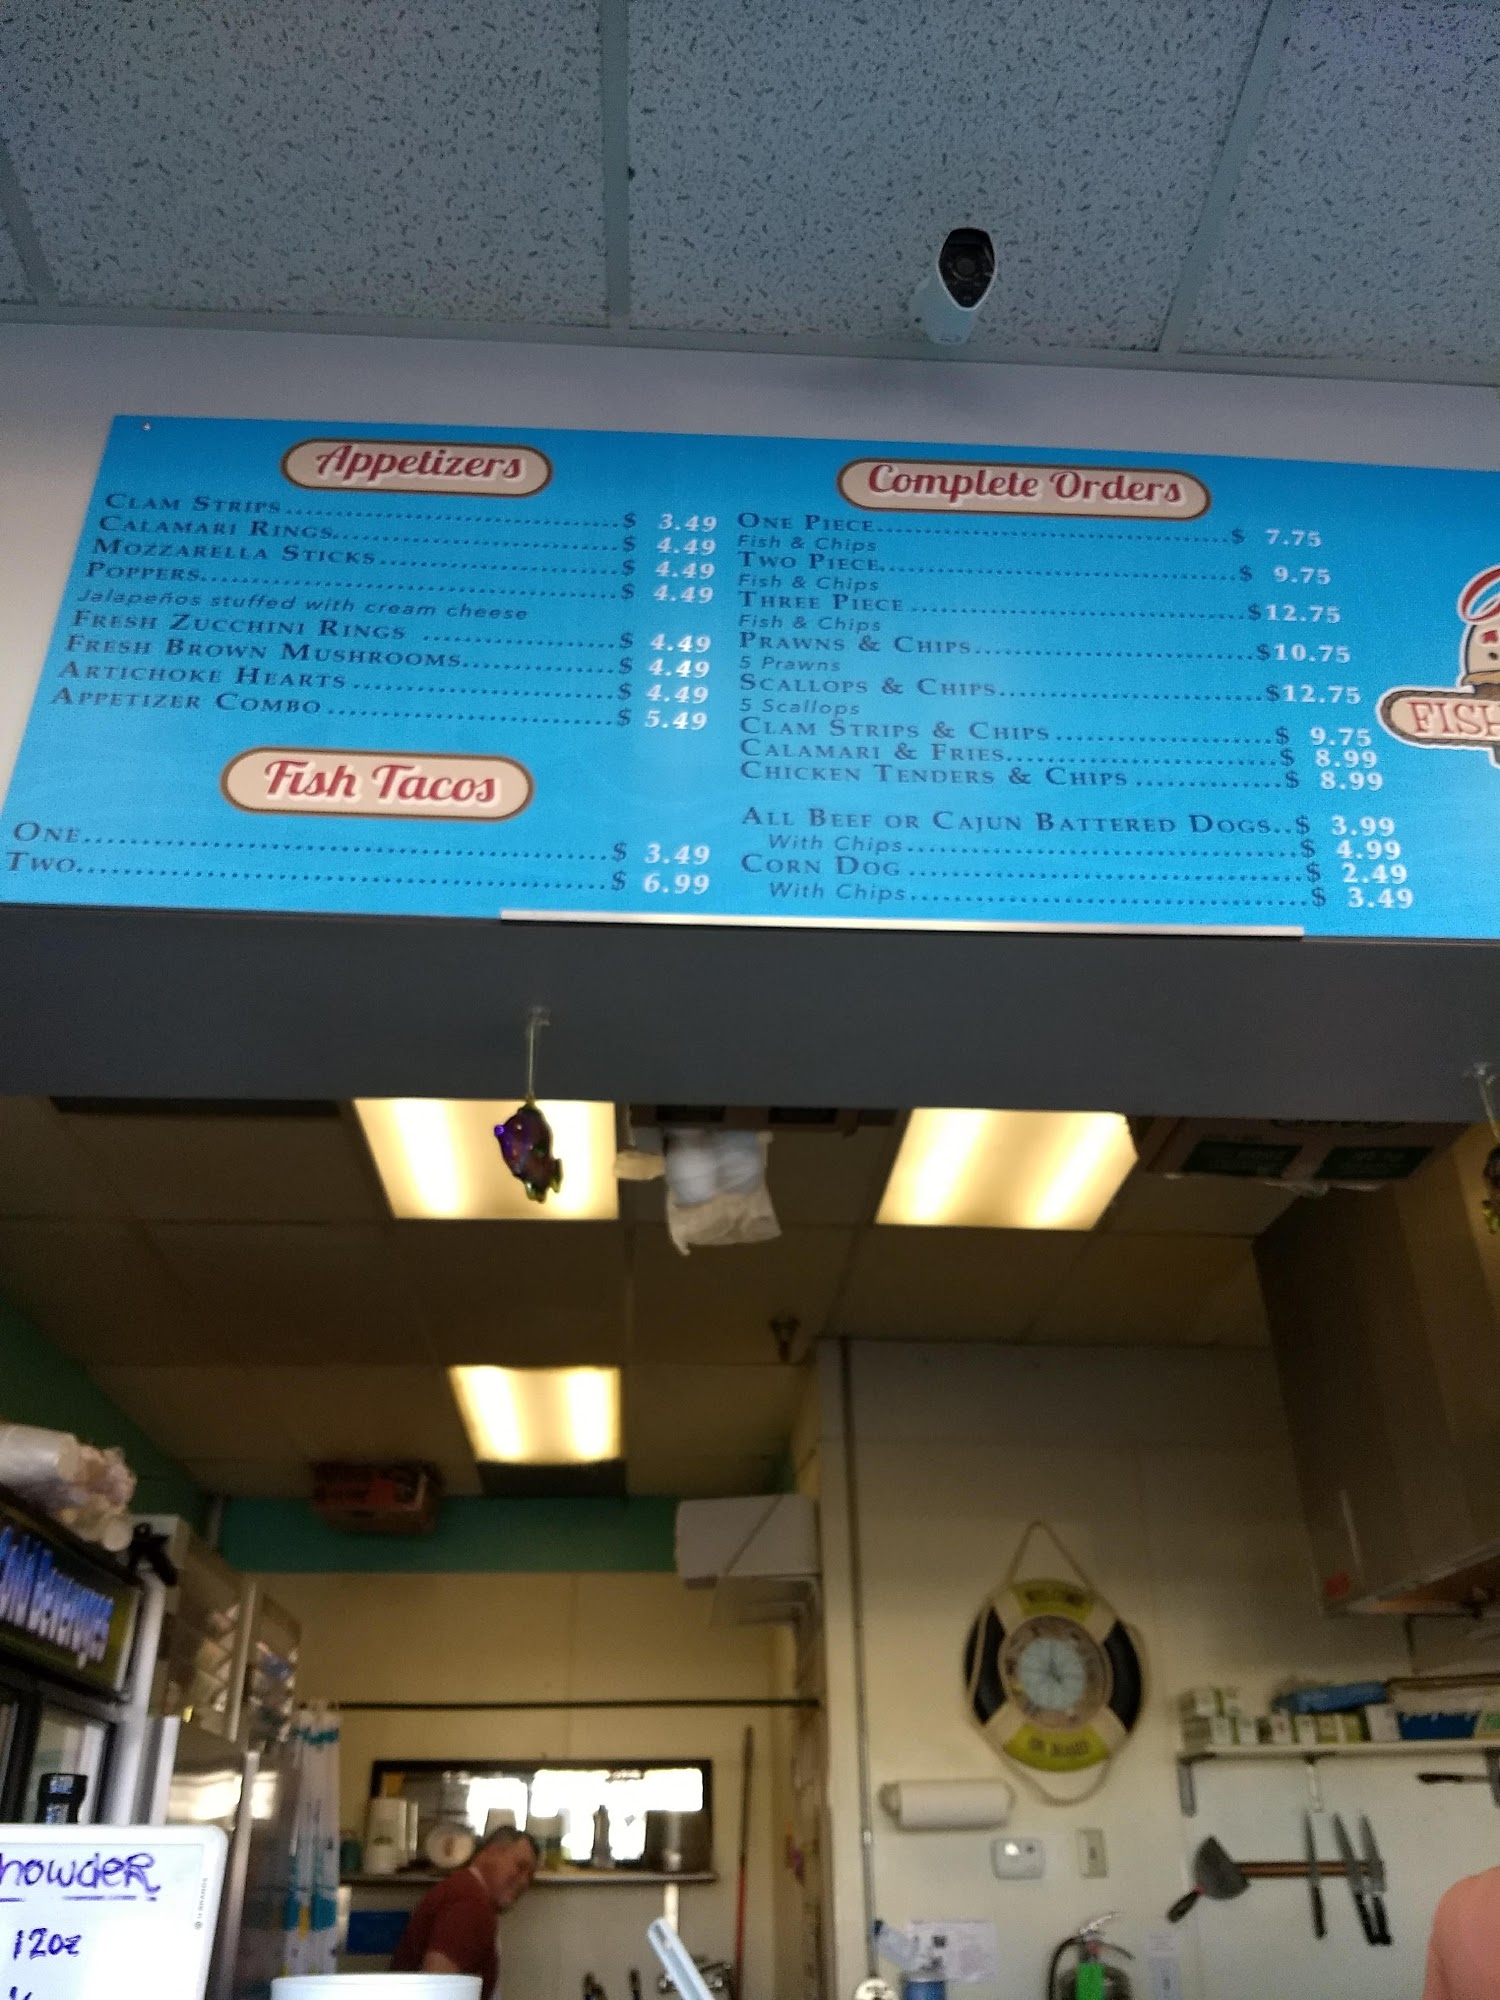 Appetizers
Clam Strips........$ 3.49
Calamari Rings........$ 4.49
Mozzarella Sticks........$ 4.49
Poppers........$ 4.49
Jalapeños stuffed with cream cheese
Fresh Zucchini Rings ........$ 4.49
Fresh Brown Mushrooms........$ 4.49
Artichoke Hearts........$ 4.49
Appetizer Combo........$ 5.49
Fish Tacos
One........$ 3.49
Two........$ 6.99
Complete Orders
One Piece........$ 7.75
Fish & Chips
Two Piece........$ 9.75
Fish & Chips
Three Piece........$12.75
Fish & Chips
Prawns & Chips........$10.75
5 Prawns
Scallops & Chips........$12.75
5 Scallops
Clam Strips & Chips........$ 9.75
Calamari & Fries........$ 8.99
Chicken Tenders & Chips........$ 8.99
All Beef or Cajun Battered Dogs..$ 3.99
With Chips........$ 4.99
Corn Dog........$ 2.49
With Chips........$ 3.49
FISH
Beverages
howdeR
12oz
WELCOME